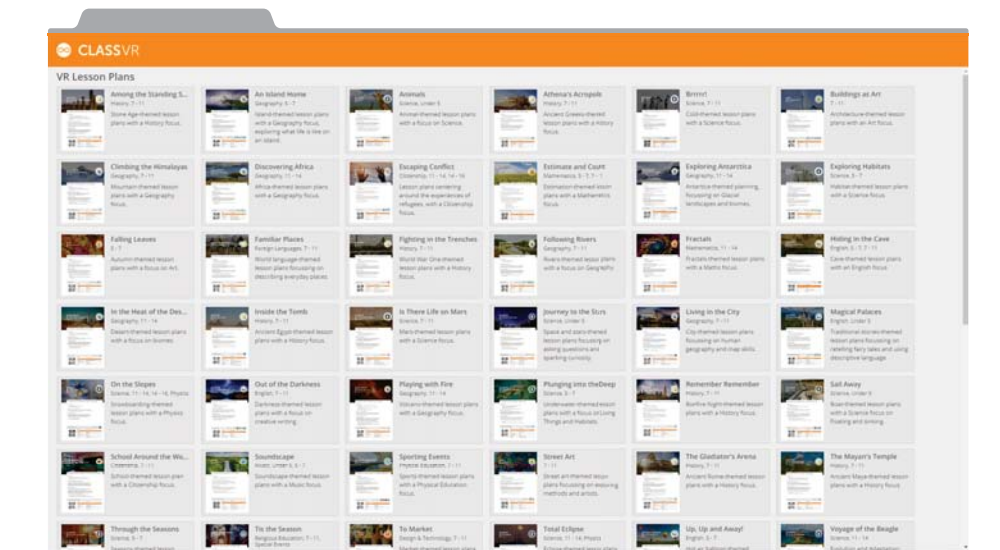 CLASSVR
VR Lesson Plans
Among the Standing S...
History, 7 - 11
Stone Age-themed lesson
plans with a History focus.
An Island Home
Geography, 5 - 7
Island-themed lesson plans
with a Geography focus,
exploring what life is like on
an island.
Animals
Science, Under 5
Animal-themed lesson plans
with a focus on Science.
Athena's Acropolis
History, 7 - 11
Ancient Greece-themed
lesson plans with a History
focus.
Brrrr!
Science, 7 - 11
Cold-themed lesson plans
with a Science focus.
Buildings as Art
7 - 11
Architecture-themed lesson
plans with an Art focus.
Climbing the Himalayas
Geography, 7 - 11
Mountain-themed lesson
plans with a Geography
focus.
Discovering Africa
Geography, 11 - 14
Africa-themed lesson plans
with a Geography focus.
Escaping Conflict
Citizenship, 11 - 14, 14 - 16
Lesson plans centering
around the experiences of
refugees, with a Citizenship
focus.
Estimate and Count
Mathematics, 5 - 7, 7 - 11
Estimation-themed lesson
plans with a Mathematics
focus.
Exploring Antarctica
Geography, 11 - 14
Antarctica-themed planning,
focusing on Glacial
landscapes and biomes.
Exploring Habitats
Science, 5 - 7
Habitat-themed lesson plans
with a Science focus.
Falling Leaves
5 - 7
Autumn-themed lesson
plans with a focus on Art.
Familiar Places
Foreign Languages, 7 - 11
World language-themed
lesson plans focusing on
describing everyday places.
Fighting in the Trenches
History, 7 - 11
World War One-themed
lesson plans with a History
focus.
Following Rivers
Geography, 7 - 11
Rivers-themed lesson plans
with a focus on Geography
Fractals
Mathematics, 11 - 14
Fractals-themed lesson plans
with a Maths focus.
Hiding in the Cave
English, 5 - 7, 7 - 11
Cave-themed lesson plans
with an English focus.
In the Heat of the Des...
Geography, 11 - 14
Desert-themed lesson plans
with a focus on biomes.
Inside the Tomb
History, 7 - 11
Ancient Egypt-themed lesson
plans with a History focus.
Is There Life on Mars
Science, 7 - 11
Mars-themed lesson plans
with a Science focus.
Journey to the Stars
Science, Under 5
Space and stars-themed
lesson plans focusing on
asking questions and
sparking curiosity.
Living in the City
Geography, 7 - 11
City-themed lesson plans
focusing on human
geography and map skills.
Magical Palaces
English, Under 5
Traditional stories-themed
lesson plans focusing on
retelling fairy tales and using
descriptive language.
On the Slopes
Science, 11 - 14, 14 - 16, Physics
Snowboarding-themed
lesson plans with a Physics
focus.
Out of the Darkness
English, 7 - 11
Darkness-themed lesson
plans with a focus on
creative writing.
Playing with Fire
Geography, 11 - 14
Volcano-themed lesson plans
with a Geography focus.
Plunging into theDeep
Science, 5 - 7
Underwater-themed lesson
plans with a focus on Living
Things and Habitats.
Remember Remember
History, 7 - 11
Bonfire Night-themed lesson
plans with a History focus.
Sail Away
Science, Under 5
Boat-themed lesson plans
with a Science focus on
floating and sinking.
School Around the Wo...
Citizenship, 7 - 11
School-themed lesson plan
with a Citizenship focus.
Soundscape
Music, Under 5, 5 - 7
Soundscape-themed lesson
plans with a Music focus.
Sporting Events
Physical Education, 7 - 11
Sports-themed lesson plans
with a Physical Education
focus.
Street Art
7 - 11
Street art-themed lesson
plans focusing on exploring
methods and artists.
The Gladiator's Arena
History, 7 - 11
Ancient Rome-themed lesson
plans with a History focus.
The Mayan's Temple
History, 7 - 11
Ancient Maya-themed lesson
plans with a History focus.
Through the Seasons
Science, 5 - 7
Seasons-themed lesson
Tis the Season
Religious Education, 7 - 11,
Special Events
To Market
Design & Technology, 7 - 11
Market-themed lesson plans
Total Eclipse
Science, 11 - 14, Physics
Eclipse-themed lesson plans
Up, Up and Away!
English, 5 - 7
Hot air balloon-themed
Voyage of the Beagle
Science, 11 - 14
Evolution and Adaptation-